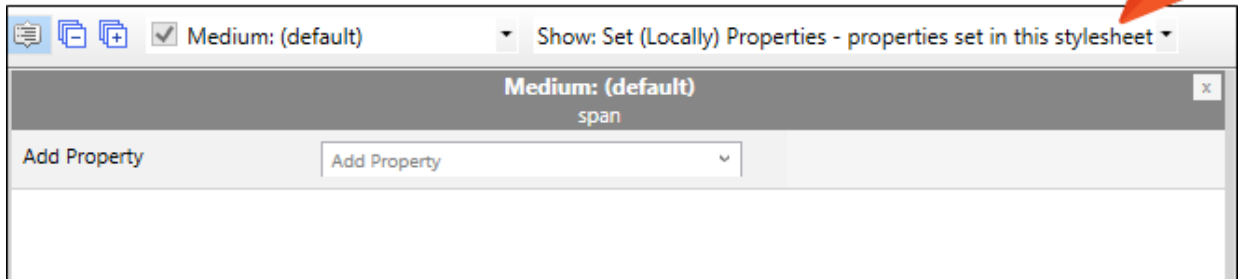 Medium: (default) Show: Set (Locally) Properties - properties set in this stylesheet
Medium: (default)
x
span
Add Property Add Property